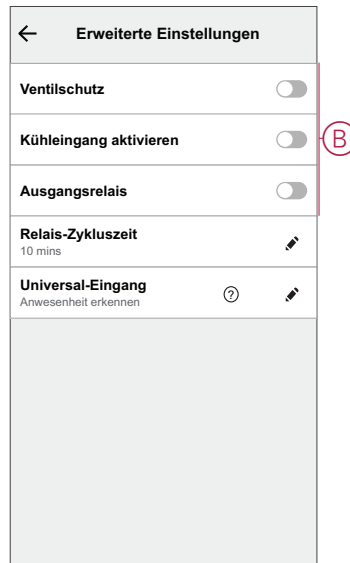 Erweiterte Einstellungen
Ventilschutz
Kühleingang aktivieren
B
Ausgangsrelais
Relais-Zykluszeit
10 mins
Universal-Eingang
Anwesenheit erkennen
?